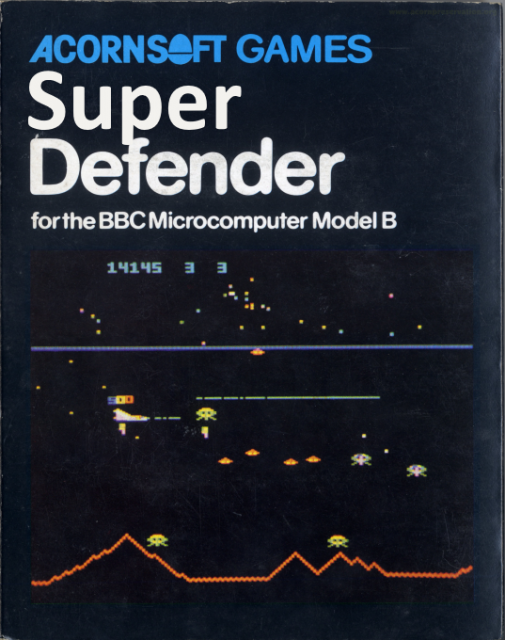 ACORNSOFT GAMES
Super
Defender
for the BBC Microcomputer Model B
14145 3 3
500